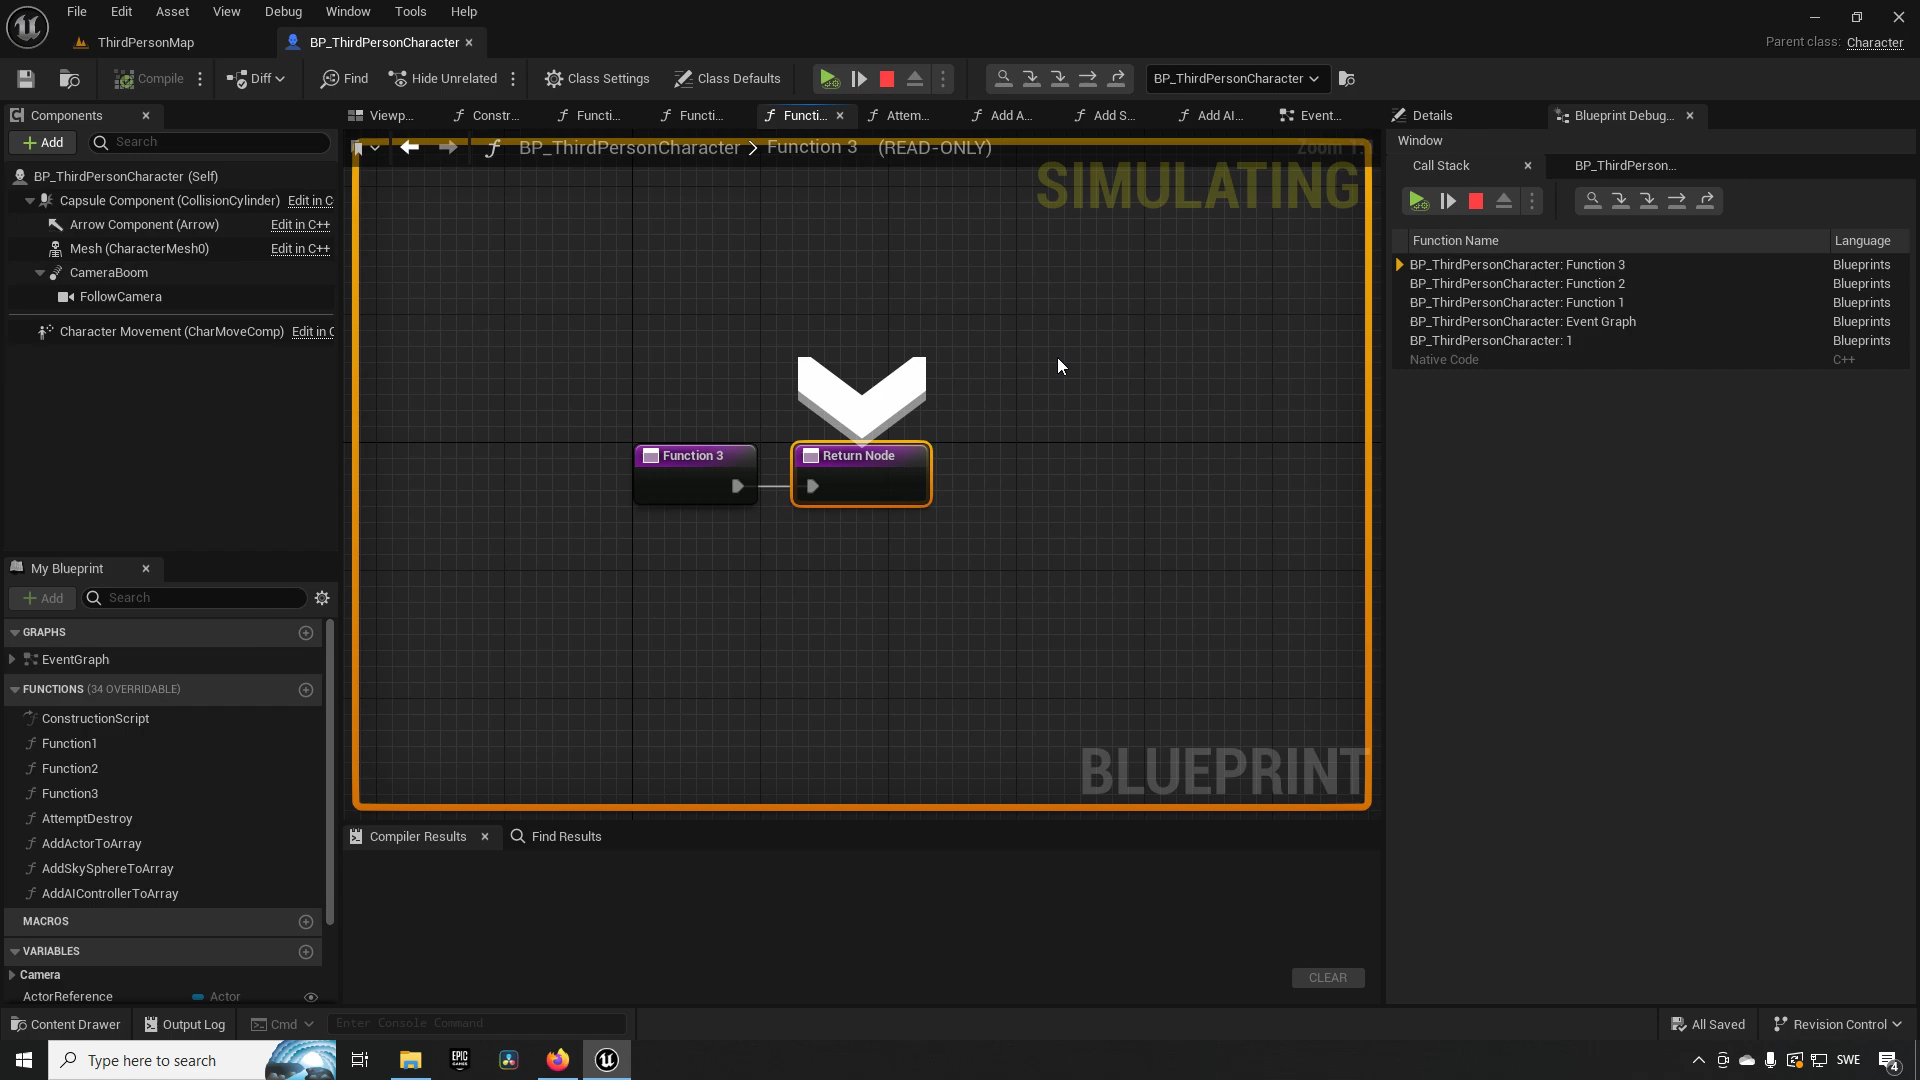 File Edit Asset View Debug Window Tools Help
ThirdPersonMap
BP_ThirdPersonCharacter
Parent class: Character
Compile
Diff
Find
Hide Unrelated
Class Settings
Class Defaults
BP_ThirdPersonCharacter
Components
Add
Search
BP_ThirdPersonCharacter (Self)
Capsule Component (CollisionCylinder) Edit in C
Arrow Component (Arrow) Edit in C++
Mesh (CharacterMesh0) Edit in C++
CameraBoom
FollowCamera
Character Movement (CharMoveComp) Edit in C
My Blueprint
Add
Search
GRAPHS
EventGraph
FUNCTIONS (34 OVERRIDABLE)
ConstructionScript
Function1
Function2
Function3
AttemptDestroy
AddActorToArray
AddSkySphereToArray
AddAIControllerToArray
MACROS
VARIABLES
Camera
ActorReference Actor
Viewp...
Constr...
Functi...
Functi...
Functi...
Attem...
Add A...
Add S...
Add AI...
Event...
BP_ThirdPersonCharacter > Function 3 (READ-ONLY)
SIMULATING
Function 3
Return Node
BLUEPRINT
Compiler Results
Find Results
CLEAR
Details
Blueprint Debug...
Window
Call Stack
BP_ThirdPerson...
Function Name Language
BP_ThirdPersonCharacter: Function 3 Blueprints
BP_ThirdPersonCharacter: Function 2 Blueprints
BP_ThirdPersonCharacter: Function 1 Blueprints
BP_ThirdPersonCharacter: Event Graph Blueprints
BP_ThirdPersonCharacter: 1 Blueprints
Native Code C++
Content Drawer
Output Log
Cmd
Enter Console Command
All Saved
Revision Control
Type here to search
EPIC GAMES
SWE
4